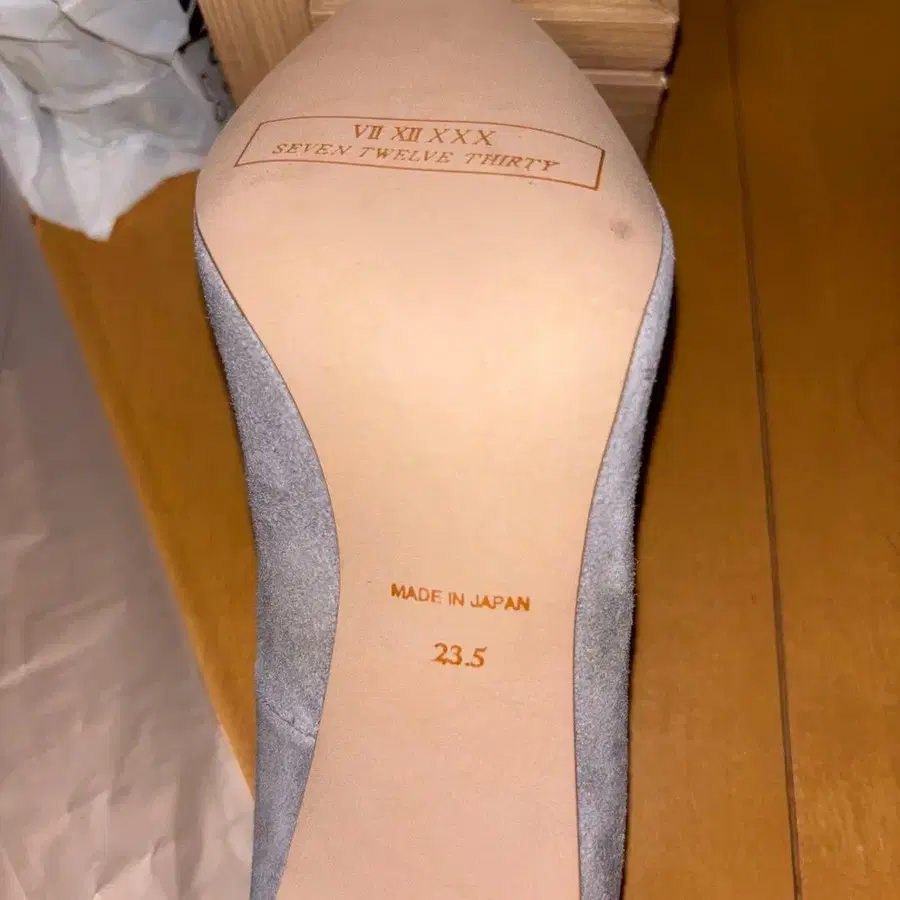 VII XII XXX
SEVEN TWELVE THIRTY
MADE IN JAPAN
23.5